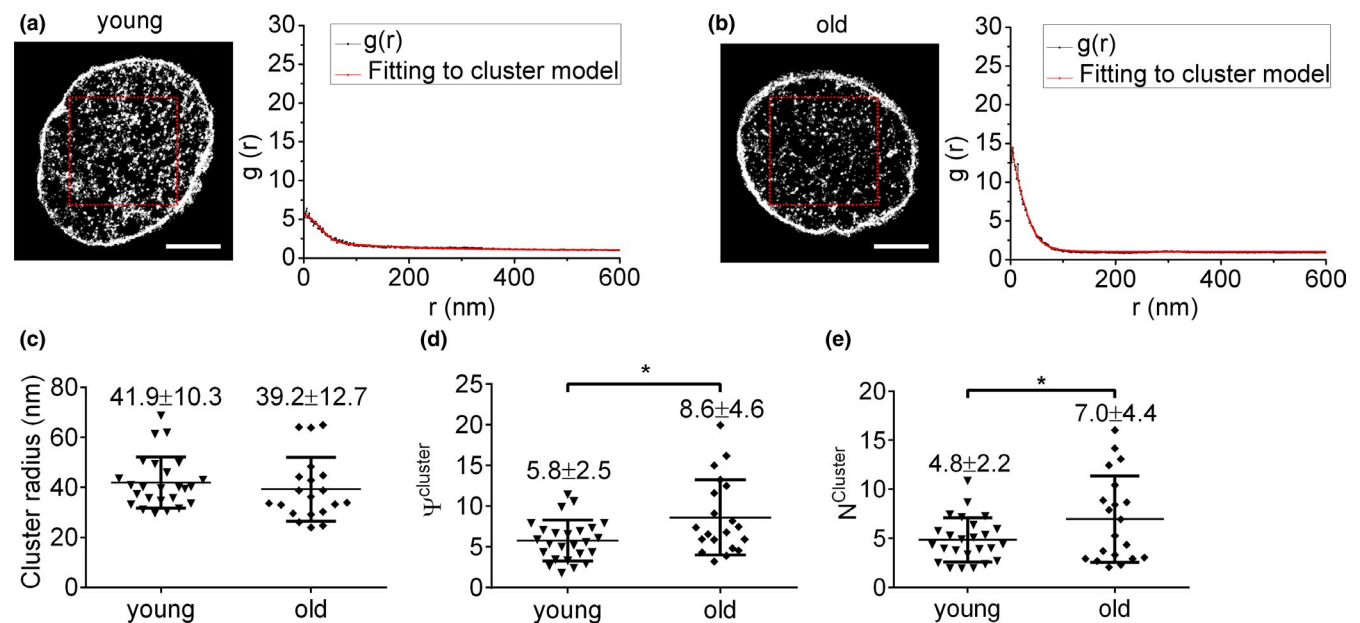 (a)
young
30
25
20
15
10
5
0
g (r)
g(r)
Fitting to cluster model
0
200
400
600
r (nm)
(b)
old
30
25
20
15
10
5
0
g (r)
g(r)
Fitting to cluster model
0
200
400
600
r (nm)
(c)
Cluster radius (nm)
80
60
40
20
0
41.9±10.3
39.2±12.7
young
old
(d)
Ψcluster
25
20
15
10
5
0
*
5.8±2.5
8.6±4.6
young
old
(e)
NCluster
20
15
10
5
0
*
4.8±2.2
7.0±4.4
young
old